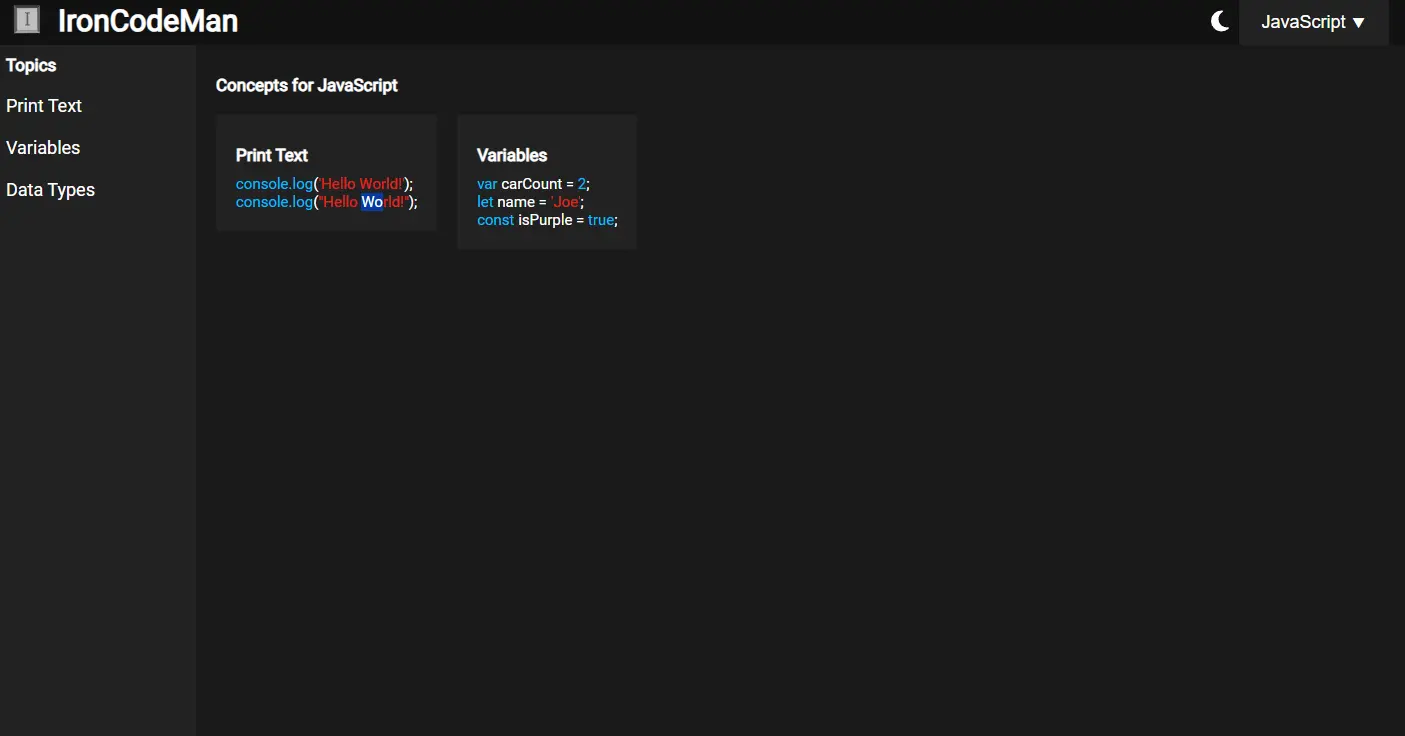 I IronCodeMan
JavaScript ▼
Topics
Print Text
Variables
Data Types
Concepts for JavaScript
Print Text
console.log('Hello World!');
console.log("Hello World!");
Variables
var carCount = 2;
let name = 'Joe';
const isPurple = true;